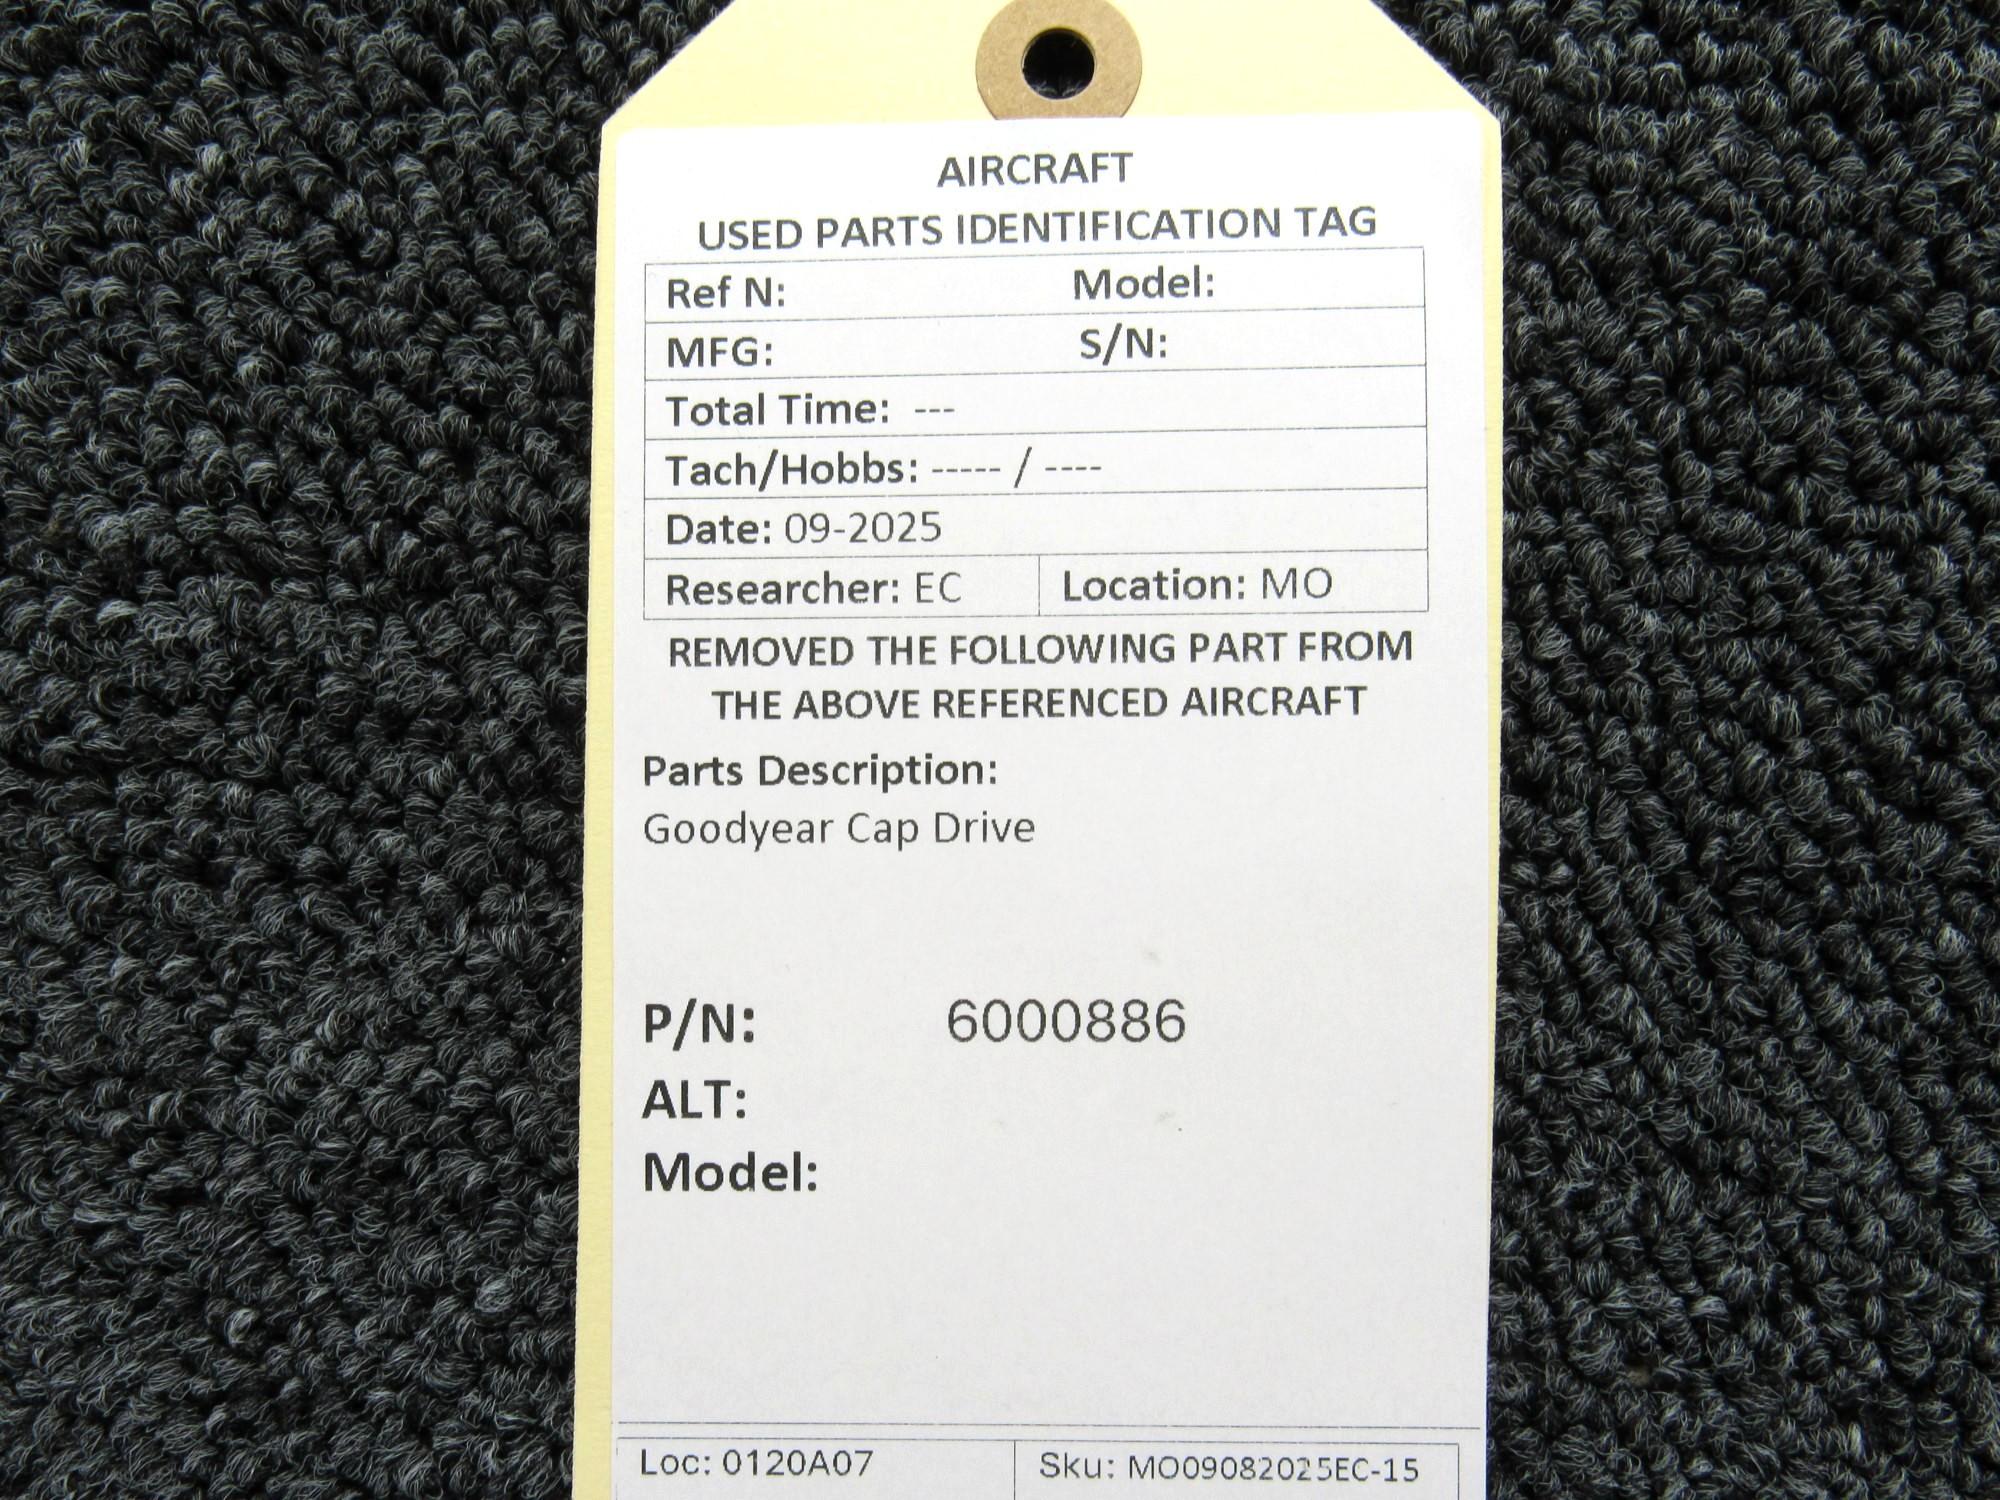 AIRCRAFT
USED PARTS IDENTIFICATION TAG
Ref N: Model:
MFG: S/N:
Total Time: ---
Tach/Hobbs: ----- / ----
Date: 09-2025
Researcher: EC Location: MO
REMOVED THE FOLLOWING PART FROM
THE ABOVE REFERENCED AIRCRAFT
Parts Description:
Goodyear Cap Drive
P/N: 6000886
ALT:
Model:
Loc: 0120A07 Sku: MO09082025EC-15